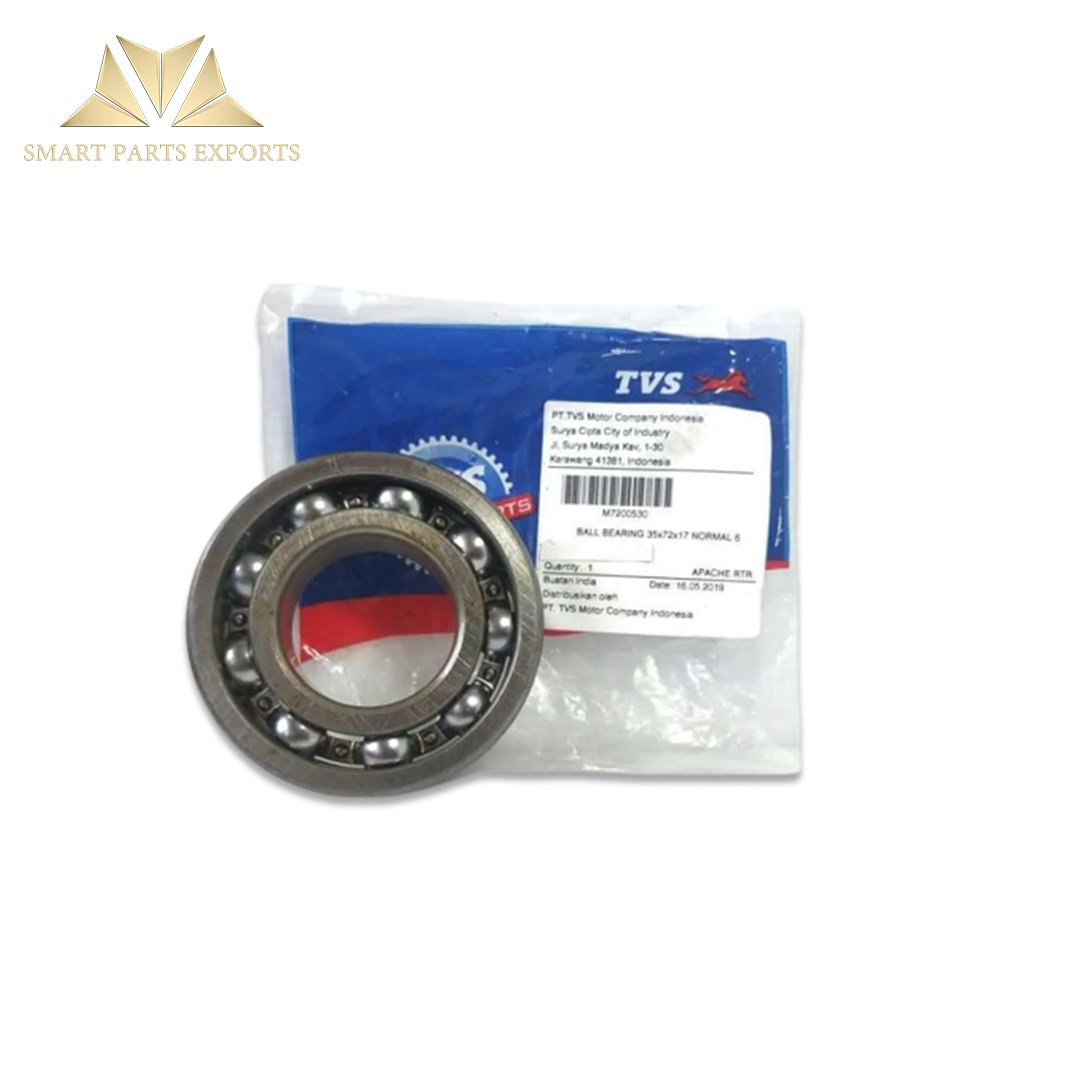 SMART PARTS EXPORTS
TVS
PT.TVS Motor Company Indonesia
Surya Cipta City of Industry
Jl. Surya Madya Kav, 1-30
Karawang 41361, Indonesia
M7200530
BALL BEARING 35x72x17 NORMAL 6
Quantity: 1 APACHE RTR
Buatan India Date: 16.05.2019
Distribusikan oleh
PT. TVS Motor Company Indonesia